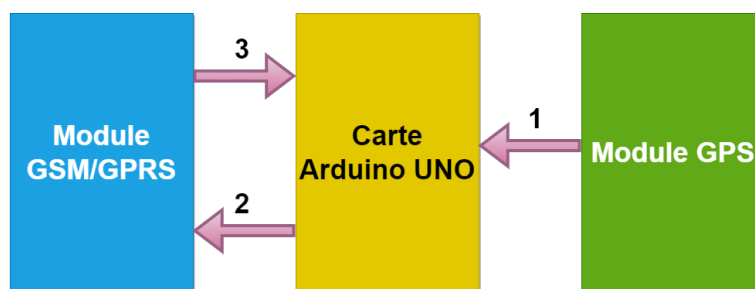 3
Module
GSM/GPRS
2
Carte
Arduino UNO
1
Module GPS